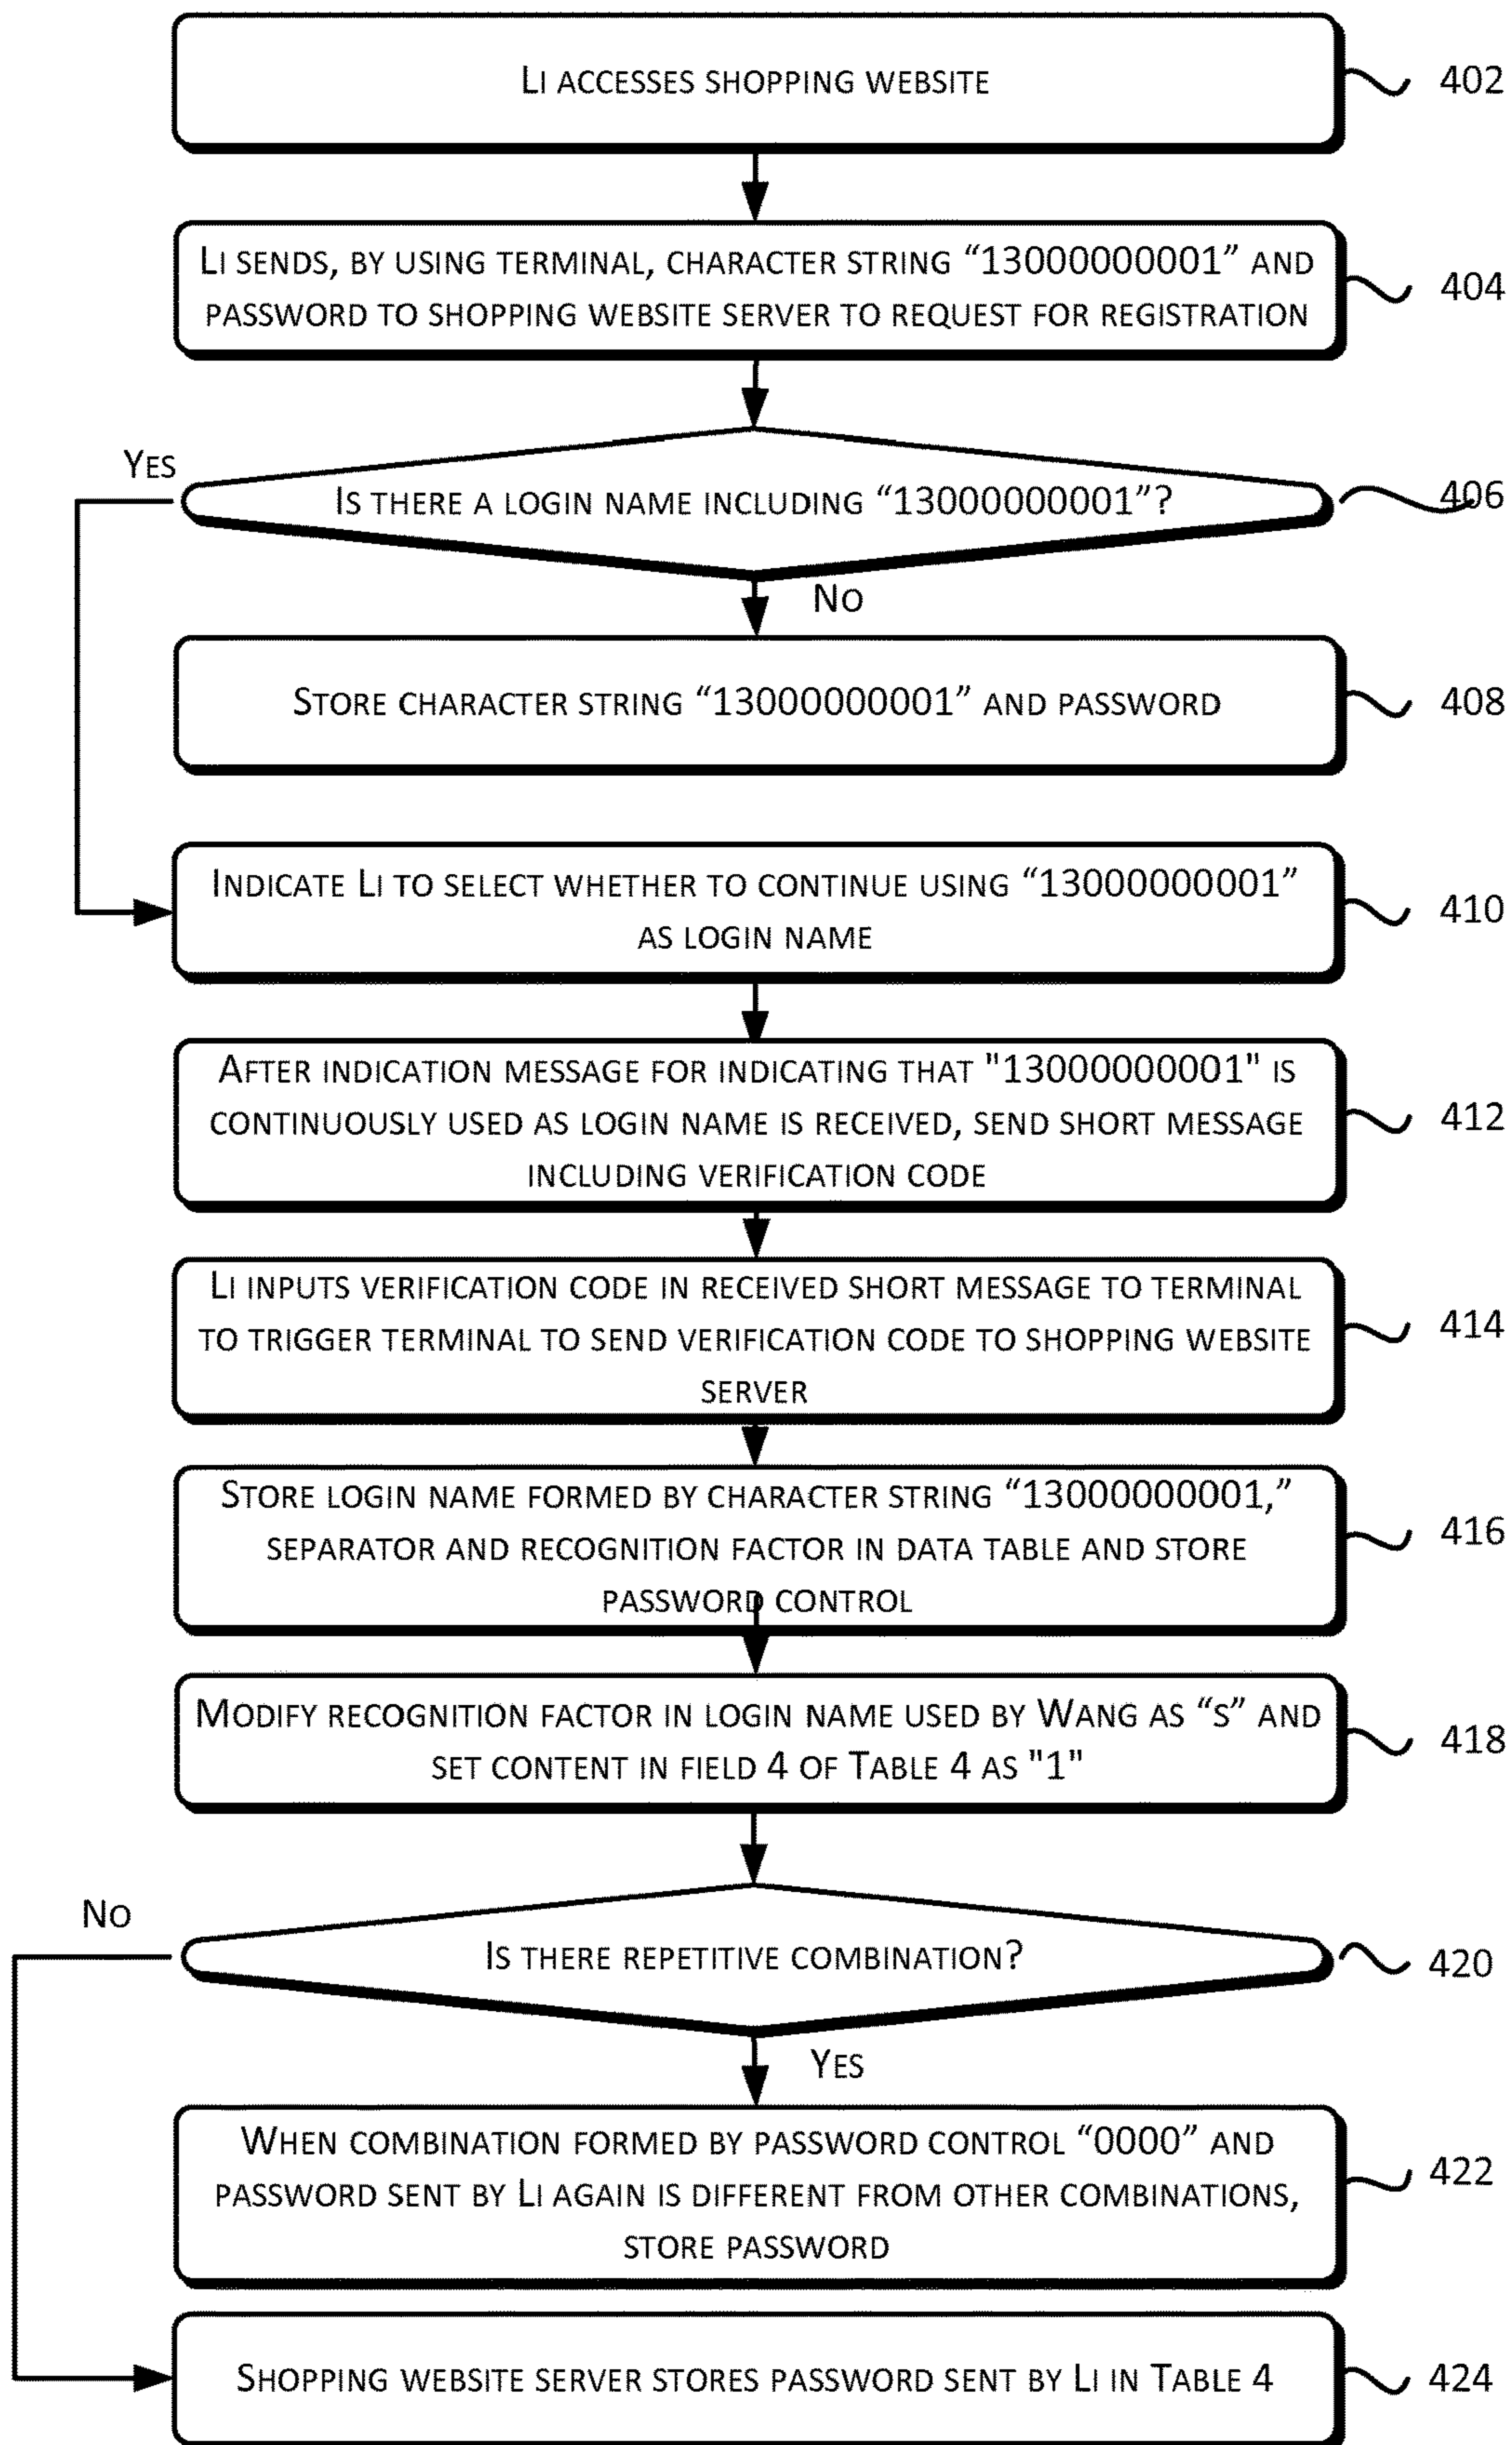 Li accesses shopping website
402
Li sends, by using terminal, character string “13000000001” and
password to shopping website server to request for registration
404
Yes
Is there a login name including “13000000001”?
406
No
Store character string “13000000001” and password
408
Indicate Li to select whether to continue using “13000000001”
as login name
410
After indication message for indicating that "13000000001" is
continuously used as login name is received, send short message
including verification code
412
Li inputs verification code in received short message to terminal
to trigger terminal to send verification code to shopping website
server
414
Store login name formed by character string “13000000001,”
separator and recognition factor in data table and store
password control
416
Modify recognition factor in login name used by Wang as “s” and
set content in field 4 of Table 4 as "1"
418
No
Is there repetitive combination?
420
Yes
When combination formed by password control “0000” and
password sent by Li again is different from other combinations,
store password
422
Shopping website server stores password sent by Li in Table 4
424